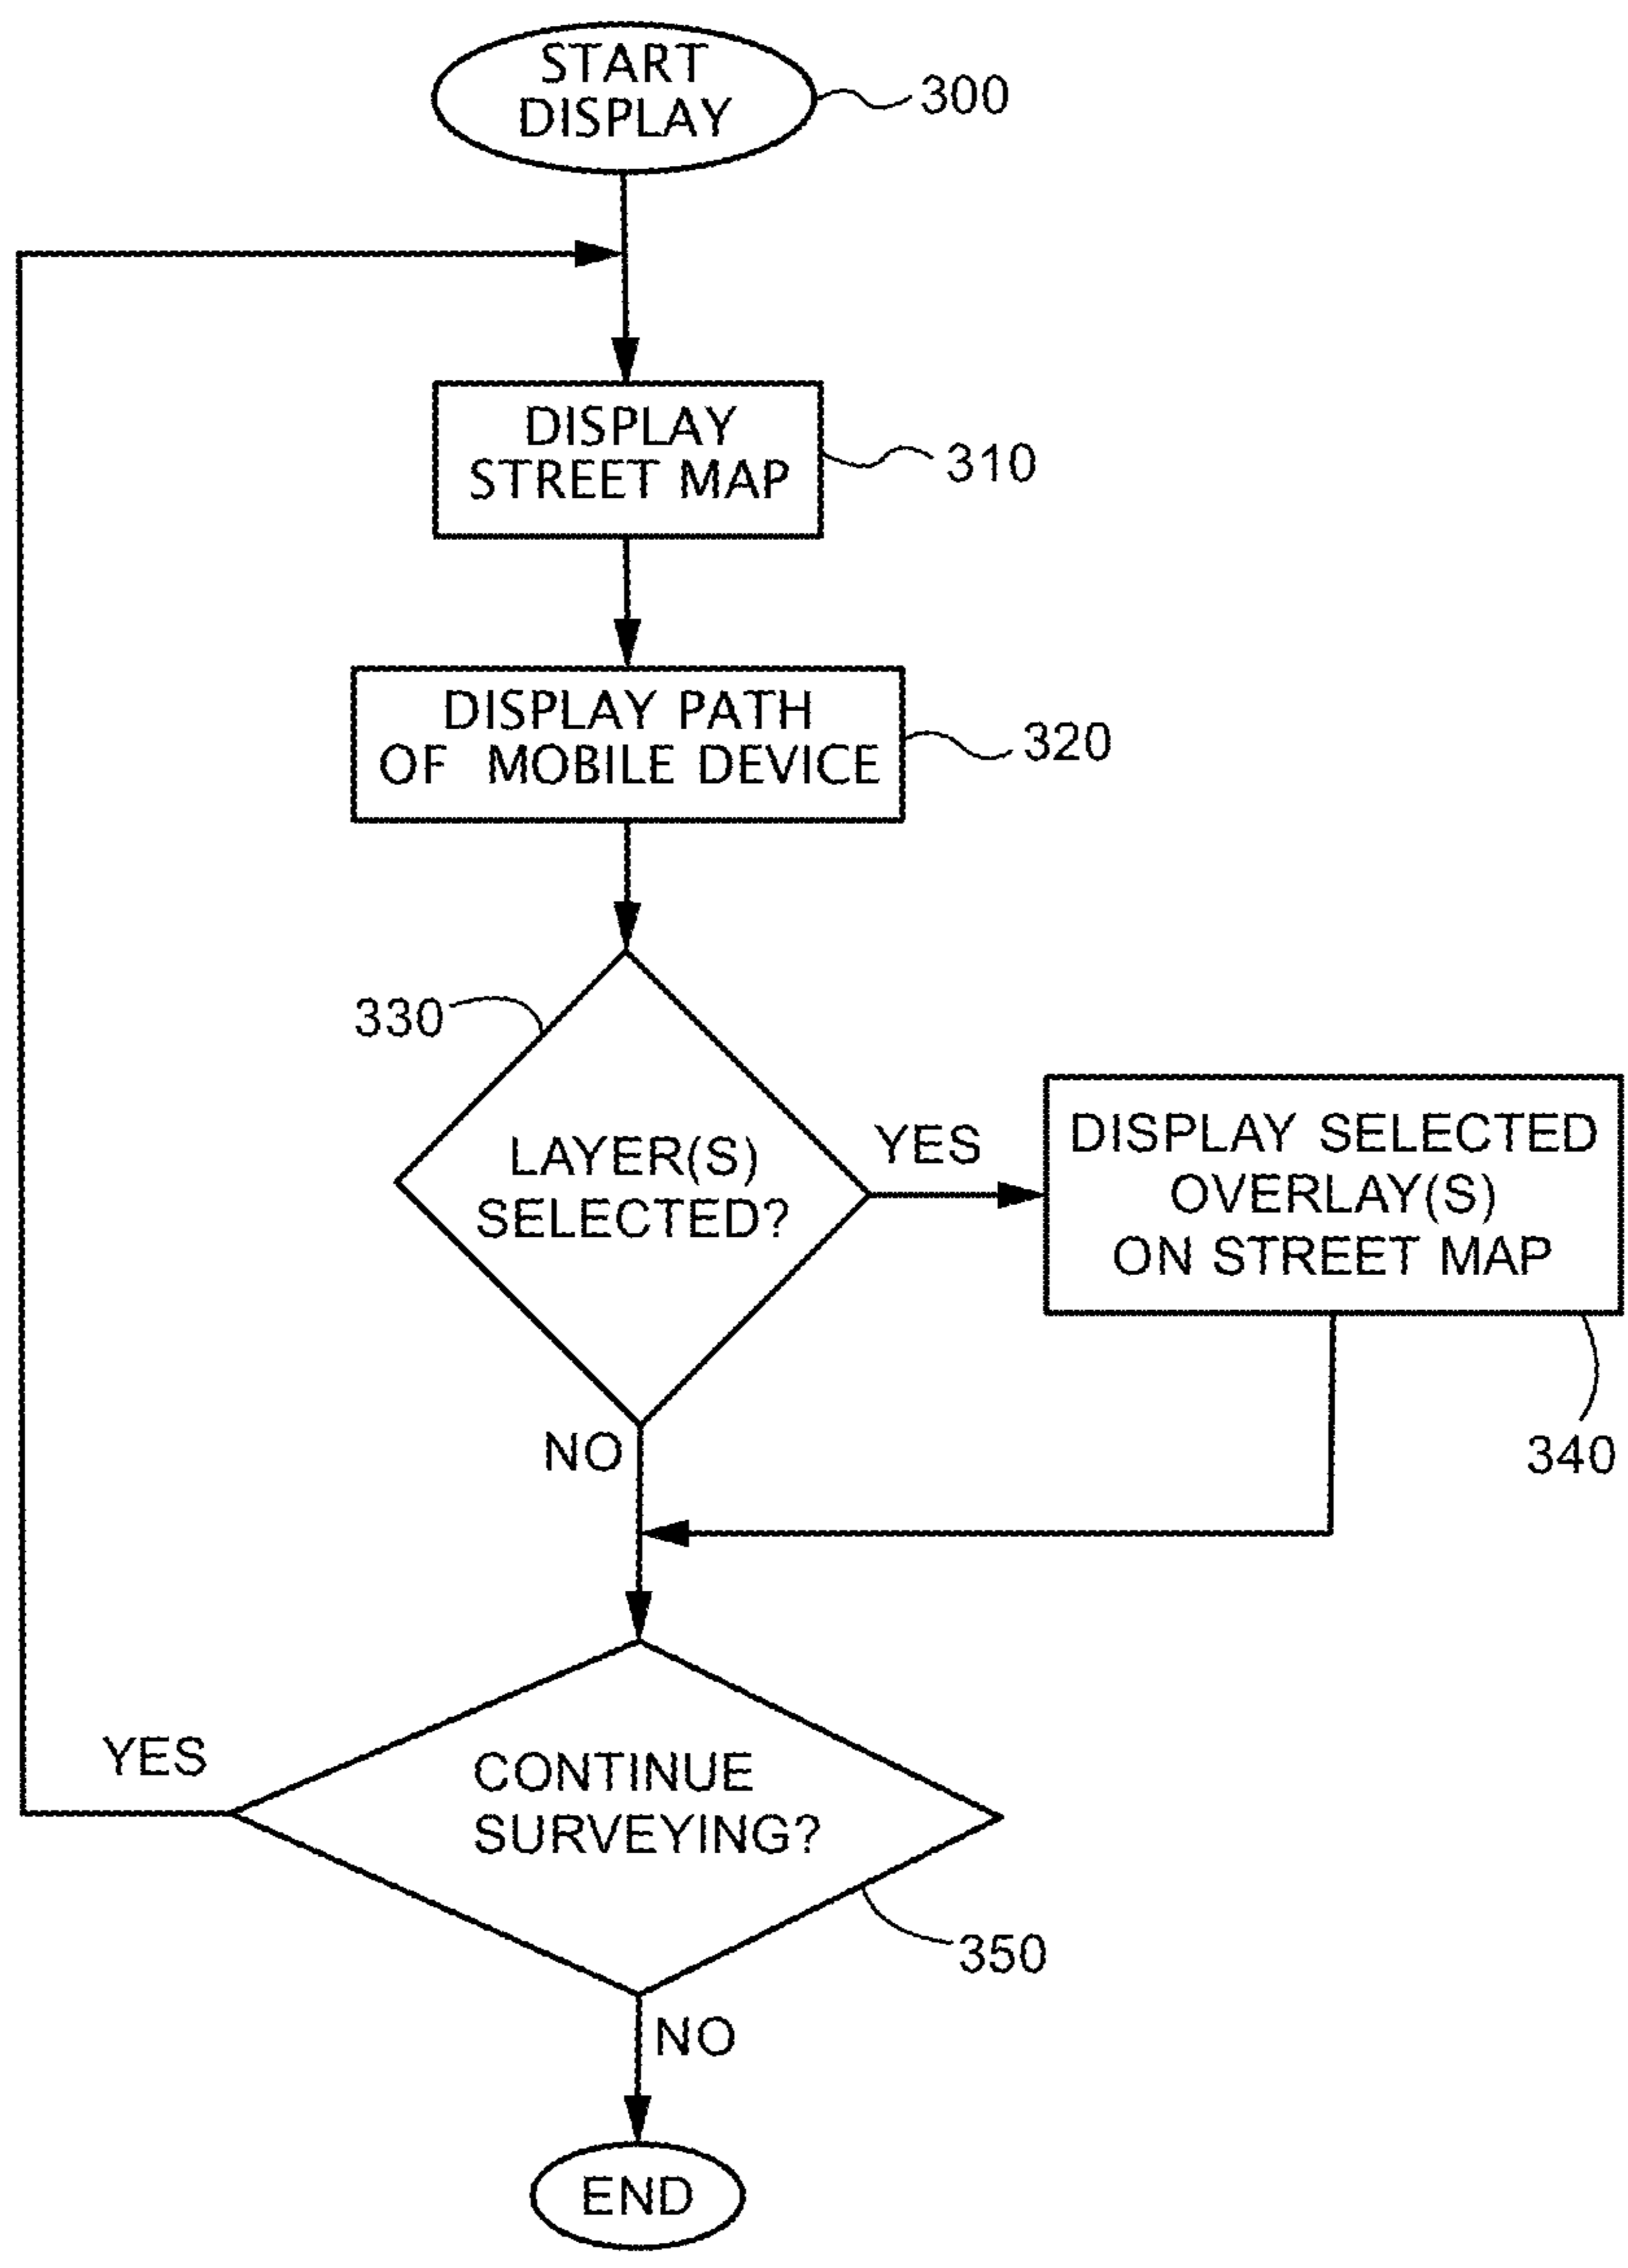 START
DISPLAY
300
DISPLAY
STREET MAP
310
DISPLAY PATH
OF MOBILE DEVICE
320
330
LAYER(S)
SELECTED?
YES
DISPLAY SELECTED
OVERLAY(S)
ON STREET MAP
340
NO
YES
CONTINUE
SURVEYING?
350
NO
END